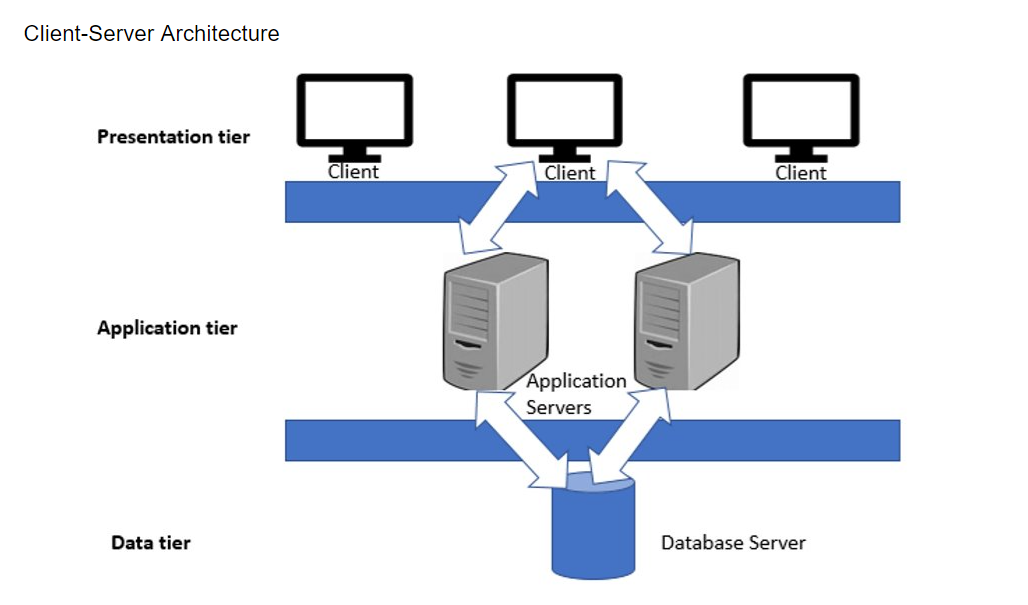 Client-Server Architecture
Presentation tier
Client
Client
Client
Application tier
Application
Servers
Data tier
Database Server